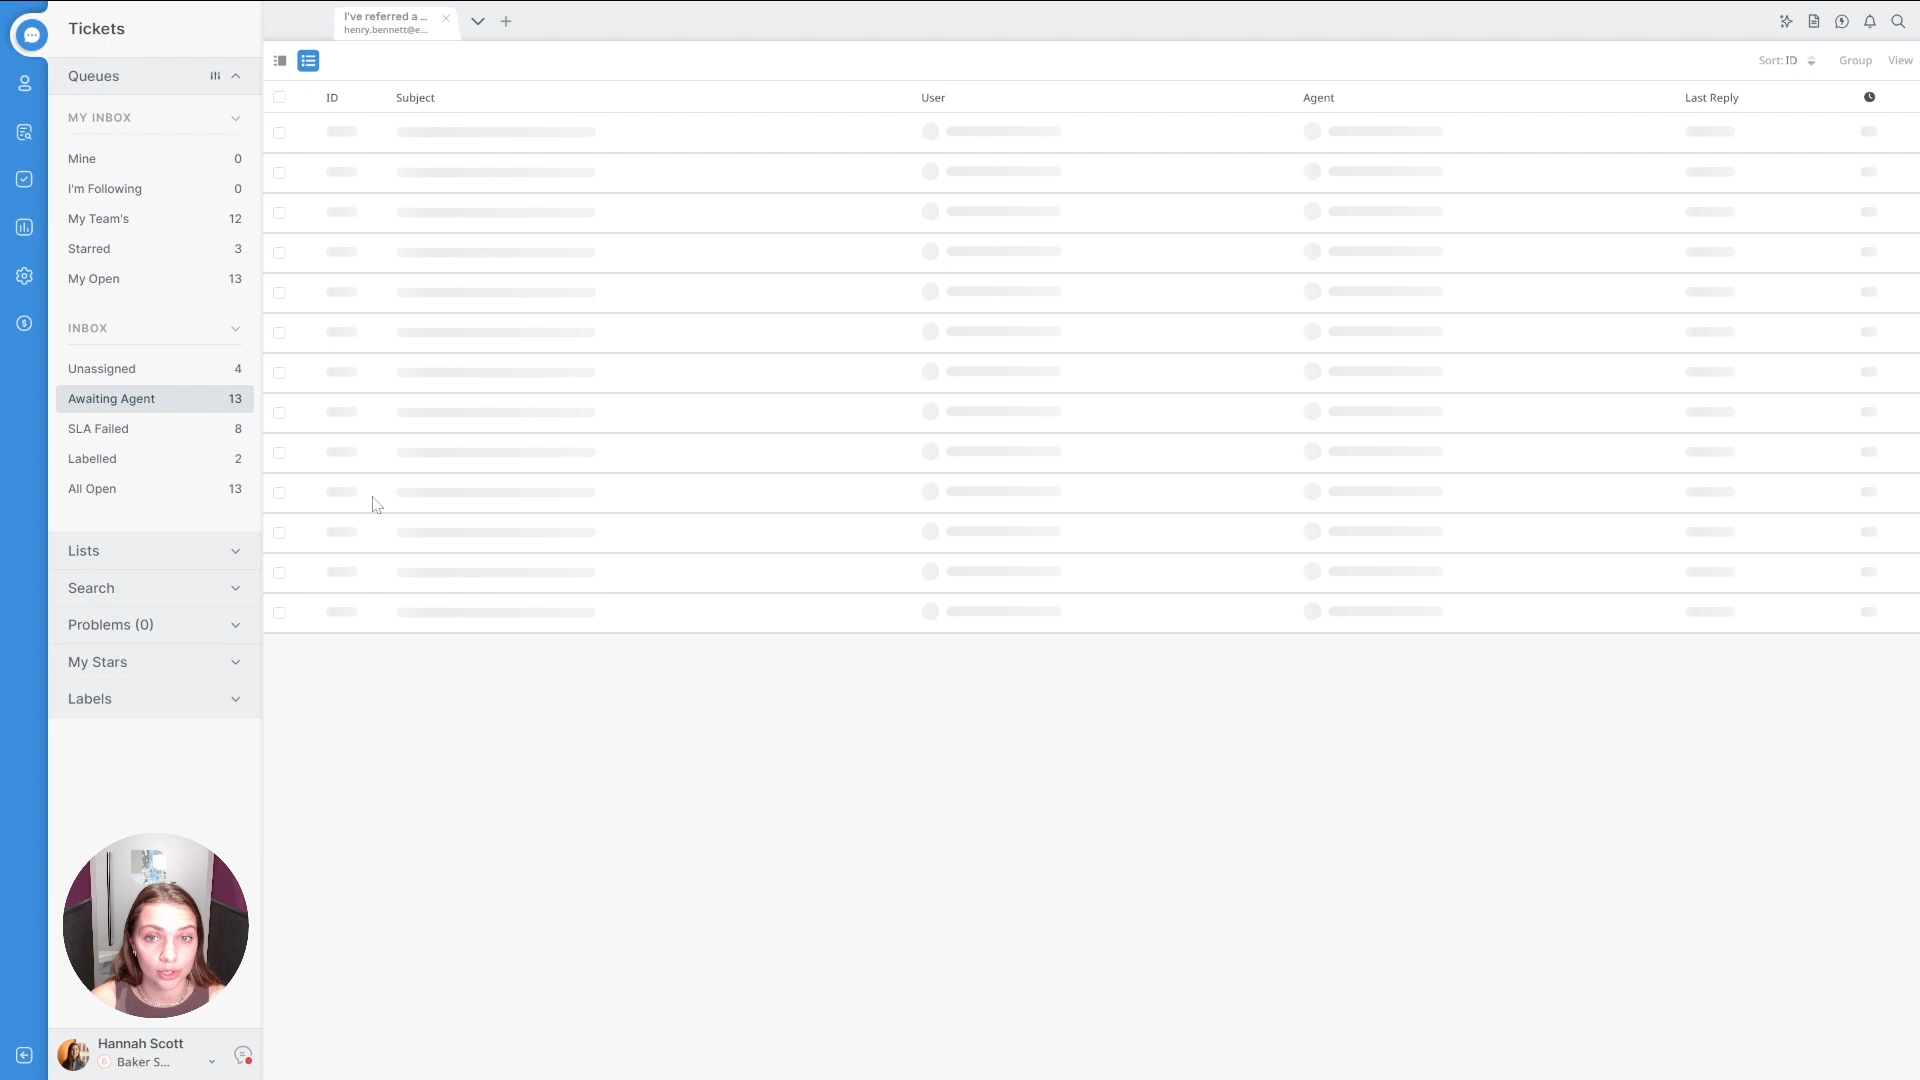 Tickets
I've referred a ...
henry.bennett@e...
Queues
Sort: ID
Group
View
ID
Subject
User
Agent
Last Reply
MY INBOX
Mine 0
I'm Following 0
My Team's 12
Starred 3
My Open 13
INBOX
Unassigned 4
Awaiting Agent 13
SLA Failed 8
Labelled 2
All Open 13
Lists
Search
Problems (0)
My Stars
Labels
Hannah Scott
B Baker S...